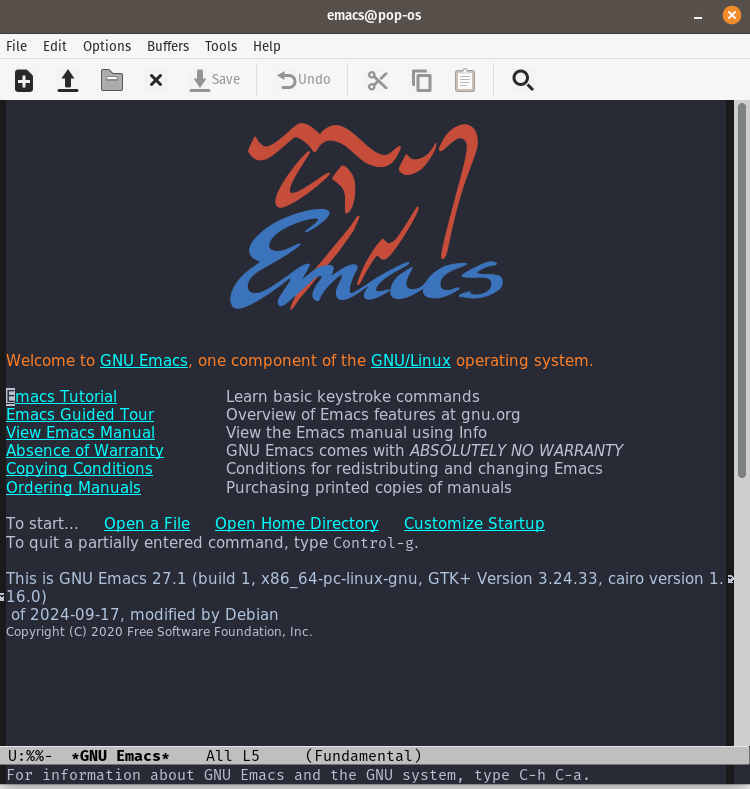 emacs@pop-os
File Edit Options Buffers Tools Help
Save Undo
Emacs
Welcome to GNU Emacs, one component of the GNU/Linux operating system.
Emacs Tutorial Learn basic keystroke commands
Emacs Guided Tour Overview of Emacs features at gnu.org
View Emacs Manual View the Emacs manual using Info
Absence of Warranty GNU Emacs comes with ABSOLUTELY NO WARRANTY
Copying Conditions Conditions for redistributing and changing Emacs
Ordering Manuals Purchasing printed copies of manuals
To start... Open a File Open Home Directory Customize Startup
To quit a partially entered command, type Control-g.
This is GNU Emacs 27.1 (build 1, x86_64-pc-linux-gnu, GTK+ Version 3.24.33, cairo version 1.
16.0)
of 2024-09-17, modified by Debian
Copyright (C) 2020 Free Software Foundation, Inc.
U:%%- *GNU Emacs* All L5 (Fundamental)
For information about GNU Emacs and the GNU system, type C-h C-a.